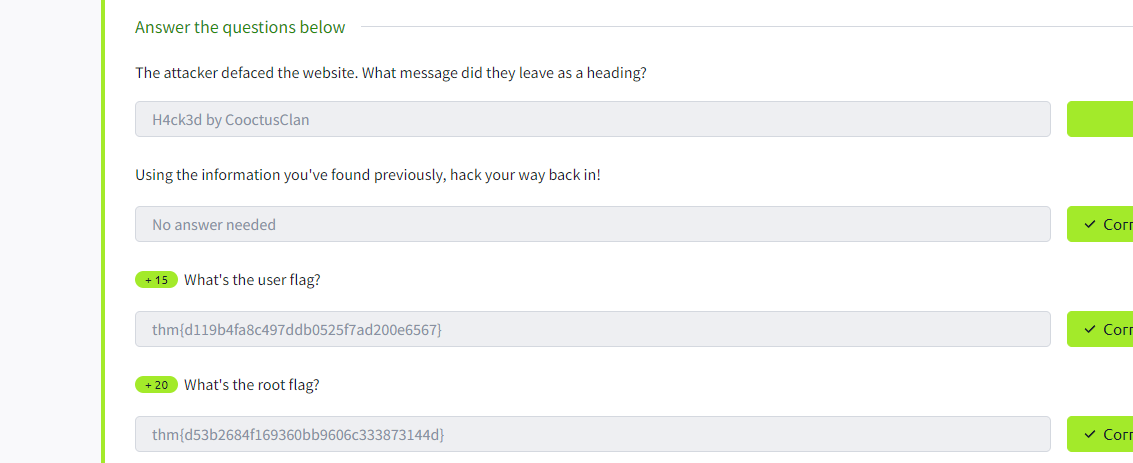 Answer the questions below
The attacker defaced the website. What message did they leave as a heading?
H4ck3d by CooctusClan
Using the information you've found previously, hack your way back in!
No answer needed
Corr
+ 15 What's the user flag?
thm{d119b4fa8c497ddb0525f7ad200e6567}
Corr
+ 20 What's the root flag?
thm{d53b2684f169360bb9606c333873144d}
Corr